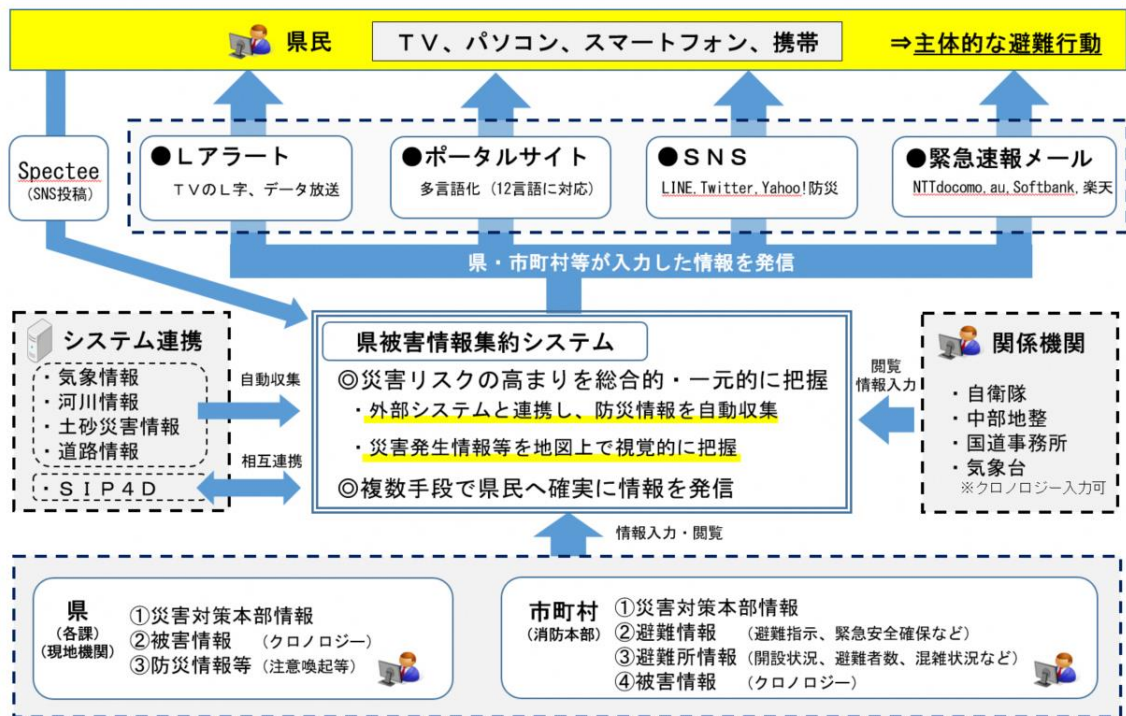 県民
TV、パソコン、スマートフォン、携帯
⇒主体的な避難行動
Spectee
(SNS投稿)
●Lアラート
TVのL字、データ放送
●ポータルサイト
多言語化(12言語に対応)
●SNS
LINE,Twitter,Yahoo!防災
●緊急速報メール
NTTdocomo,au,Softbank,楽天
県・市町村等が入力した情報を発信
システム連携
・気象情報
・河川情報
・土砂災害情報
・道路情報
・SIP4D
自動収集
相互連携
県被害情報集約システム
◎災害リスクの高まりを総合的・一元的に把握
・外部システムと連携し、防災情報を自動収集
・災害発生情報等を地図上で視覚的に把握
◎複数手段で県民へ確実に情報を発信
閲覧
情報入力
関係機関
・自衛隊
・中部地整
・国道事務所
・気象台
※クロノロジー入力可
情報入力・閲覧
県
(各課)
(現地機関)
①災害対策本部情報
②被害情報 (クロノロジー)
③防災情報等(注意喚起等)
市町村
(消防本部)
①災害対策本部情報
②避難情報 (避難指示、緊急安全確保など)
③避難所情報(開設状況、避難者数、混雑状況など)
④被害情報 (クロノロジー)